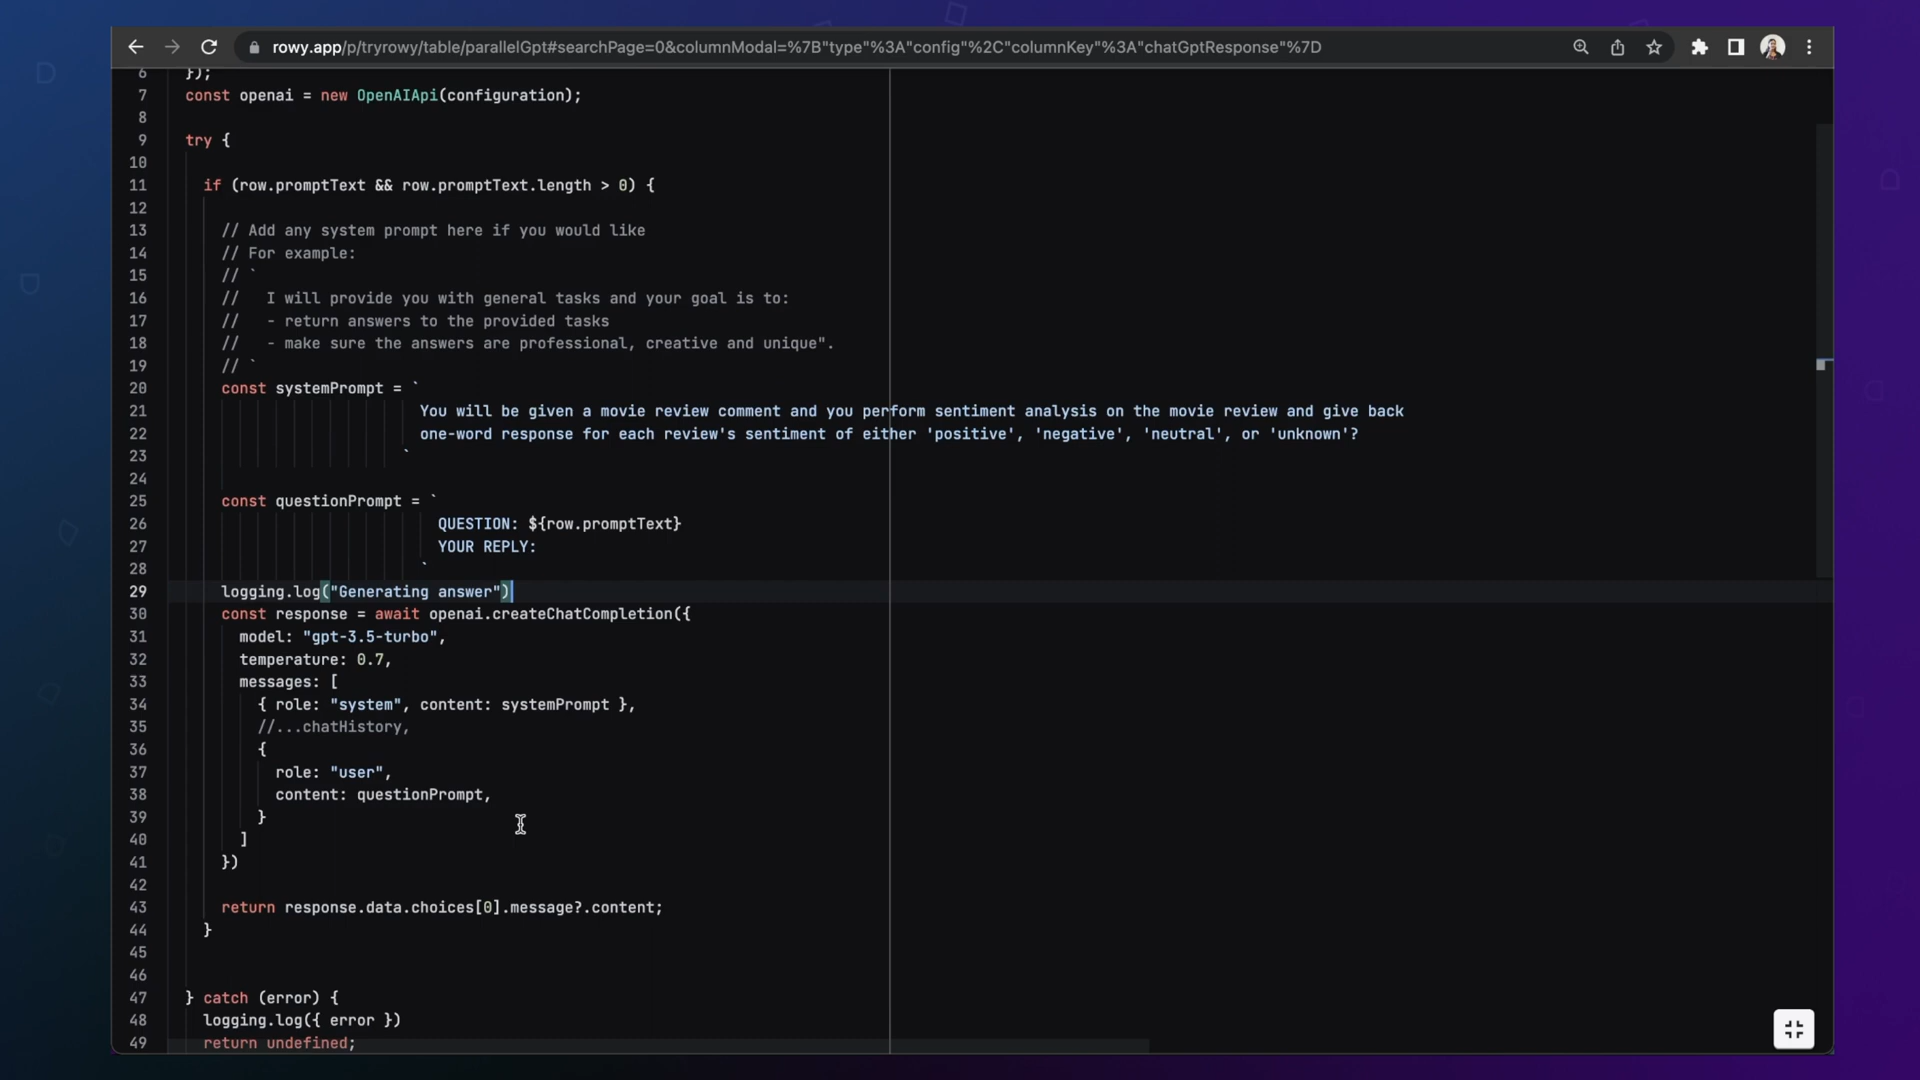 rowy.app/p/tryrowy/table/parallelGpt#searchPage=0&columnModal=%7B"type"%3A"config"%2C"columnKey"%3A"chatGptResponse"%7D
6 });
7 const openai = new OpenAIApi(configuration);
8
9 try {
10
11 if (row.promptText && row.promptText.length > 0) {
12
13 // Add any system prompt here if you would like
14 // For example:
15 // `
16 //   I will provide you with general tasks and your goal is to:
17 //   - return answers to the provided tasks
18 //   - make sure the answers are professional, creative and unique".
19 // `
20 const systemPrompt = `
21 You will be given a movie review comment and you perform sentiment analysis on the movie review and give back
22 one-word response for each review's sentiment of either 'positive', 'negative', 'neutral', or 'unknown'?
23 `
24
25 const questionPrompt = `
26 QUESTION: ${row.promptText}
27 YOUR REPLY:
28 `
29 logging.log("Generating answer")
30 const response = await openai.createChatCompletion({
31 model: "gpt-3.5-turbo",
32 temperature: 0.7,
33 messages: [
34 { role: "system", content: systemPrompt },
35 //...chatHistory,
36 {
37 role: "user",
38 content: questionPrompt,
39 }
40 ]
41 })
42
43 return response.data.choices[0].message?.content;
44 }
45
46
47 } catch (error) {
48 logging.log({ error })
49 return undefined;